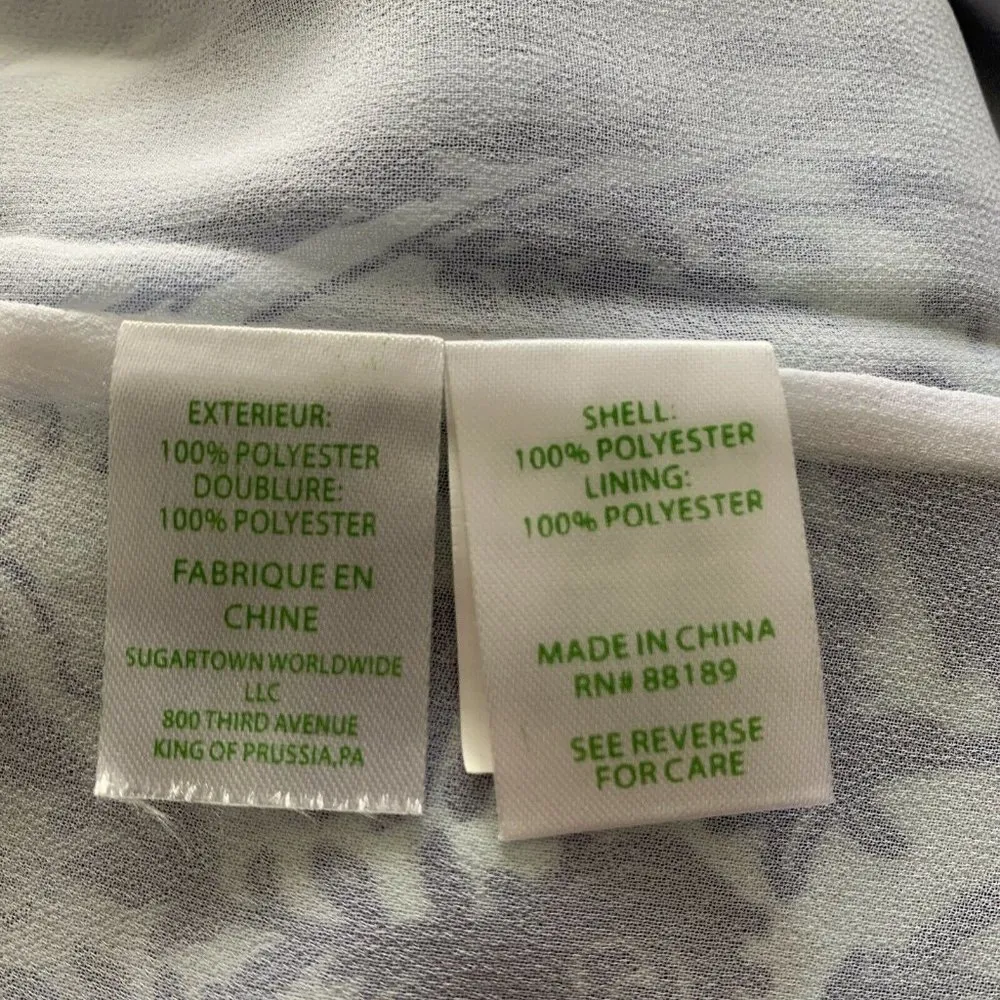 EXTERIEUR:
100% POLYESTER
DOUBLURE:
100% POLYESTER
FABRIQUE EN
CHINE
SUGARTOWN WORLDWIDE
LLC
800 THIRD AVENUE
KING OF PRUSSIA,PA
SHELL:
100% POLYESTER
LINING:
100% POLYESTER
MADE IN CHINA
RN# 88189
SEE REVERSE
FOR CARE